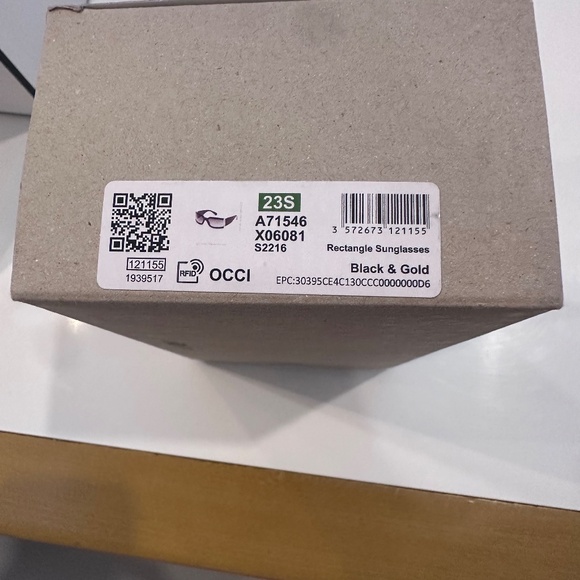 23S
A71546
X06081
S2216
3 572673 121155
Rectangle Sunglasses
121155
1939517
RFID
OCCI
Black & Gold
EPC:30395CE4C130CCC0000000D6